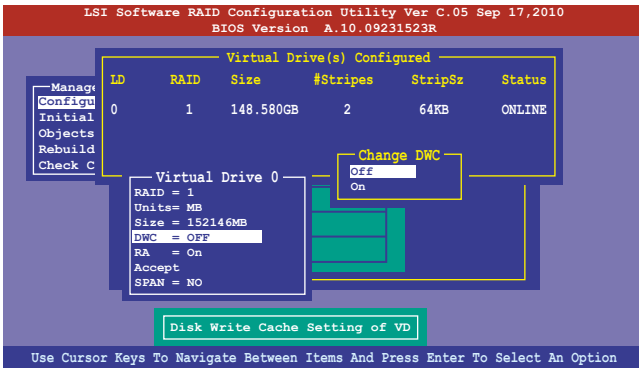 LSI Software RAID Configuration Utility Ver C.05 Sep 17,2010
BIOS Version A.10.09231523R
Virtual Drive(s) Configured
LD RAID Size #Stripes StripSz Status
0 1 148.580GB 2 64KB ONLINE
Manage
Configu
Initial
Objects
Rebuild
Check C
Change DWC
Off
On
Virtual Drive 0
RAID = 1
Units= MB
Size = 152146MB
DWC = OFF
RA = On
Accept
SPAN = NO
Disk Write Cache Setting of VD
Use Cursor Keys To Navigate Between Items And Press Enter To Select An Option